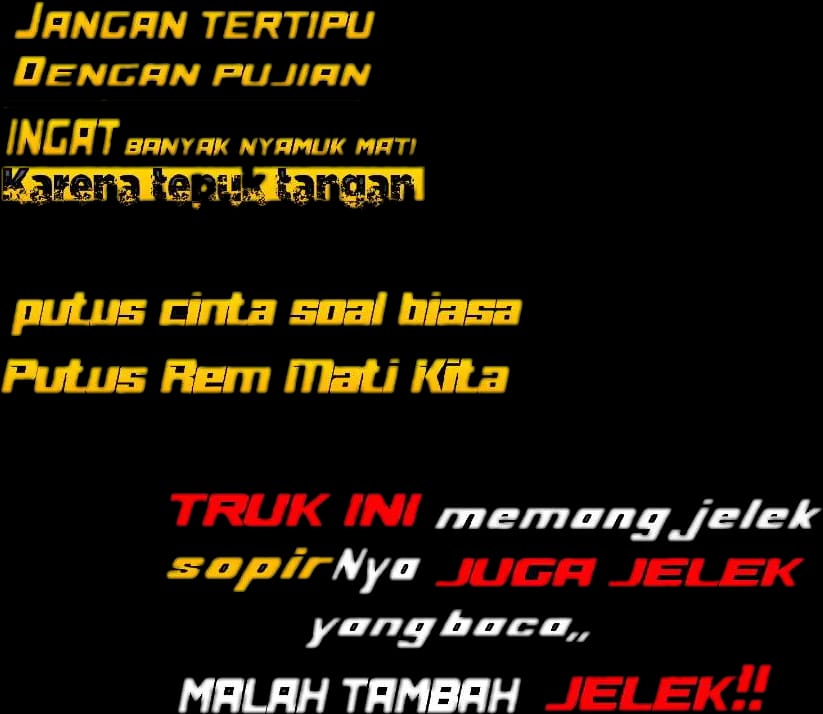 JANGAN TERTIPU
DENGAN PUJIAN
INGAT BANYAK NYAMUK MATI
Karena tepuk tangan
putus cinta soal biasa
Putus Rem Mati Kita
TRUK INI memang jelek
sopirNya JUGA JELEK
yang baca,,
MALAH TAMBAH JELEK!!